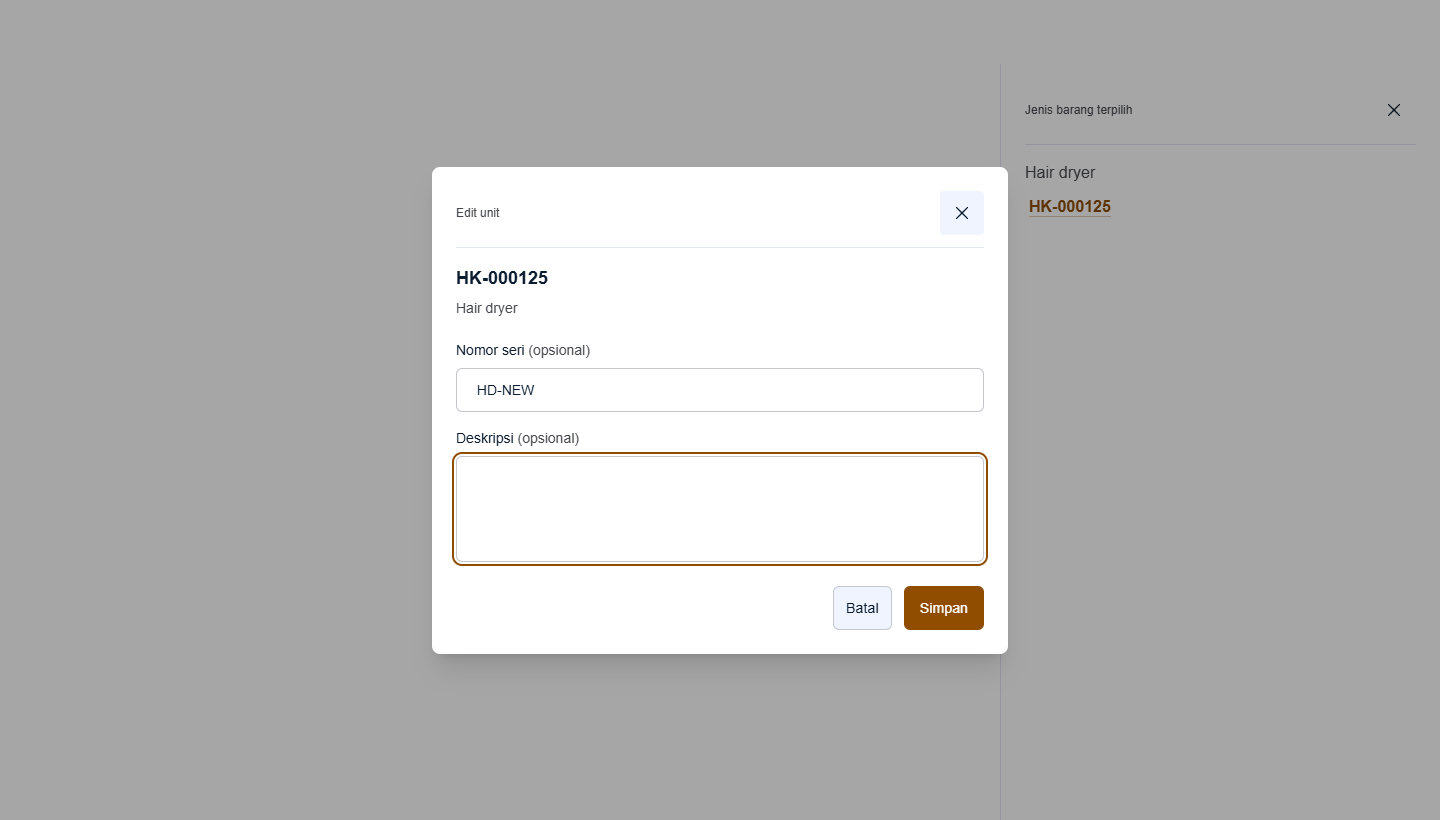 Jenis barang terpilih
Hair dryer
HK-000125
Edit unit
HK-000125
Hair dryer
Nomor seri (opsional)
HD-NEW
Deskripsi (opsional)
Batal
Simpan